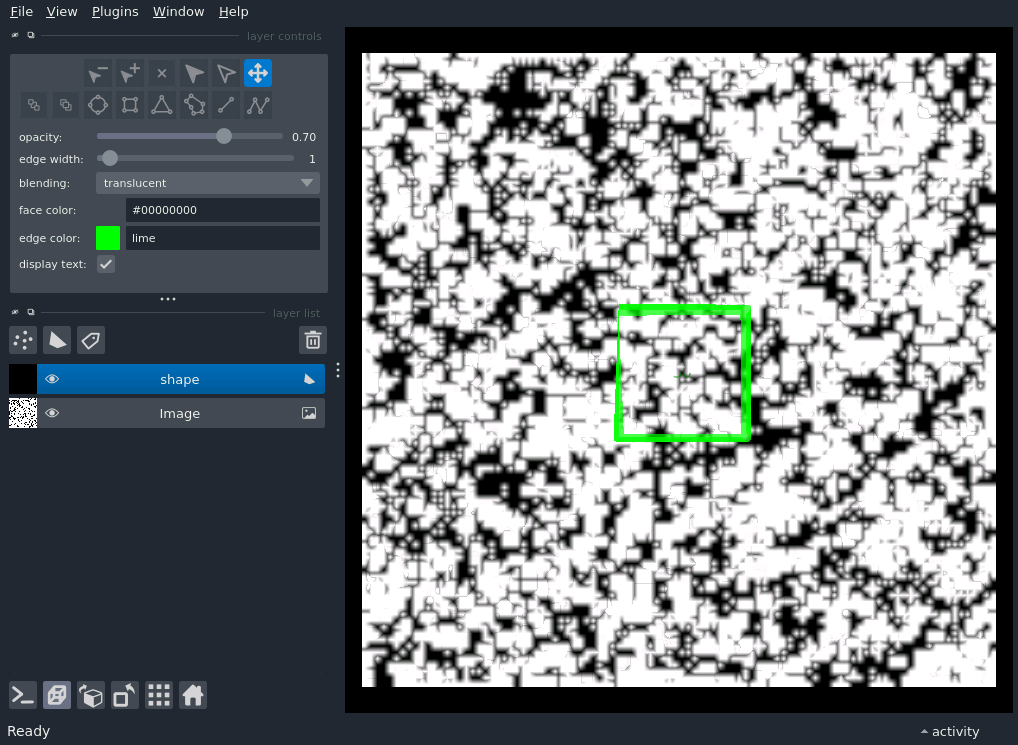 File View Plugins Window Help
layer controls
opacity: 0.70
edge width: 1
blending: translucent
face color: #00000000
edge color: lime
display text:
layer list
shape
Image
Ready
activity